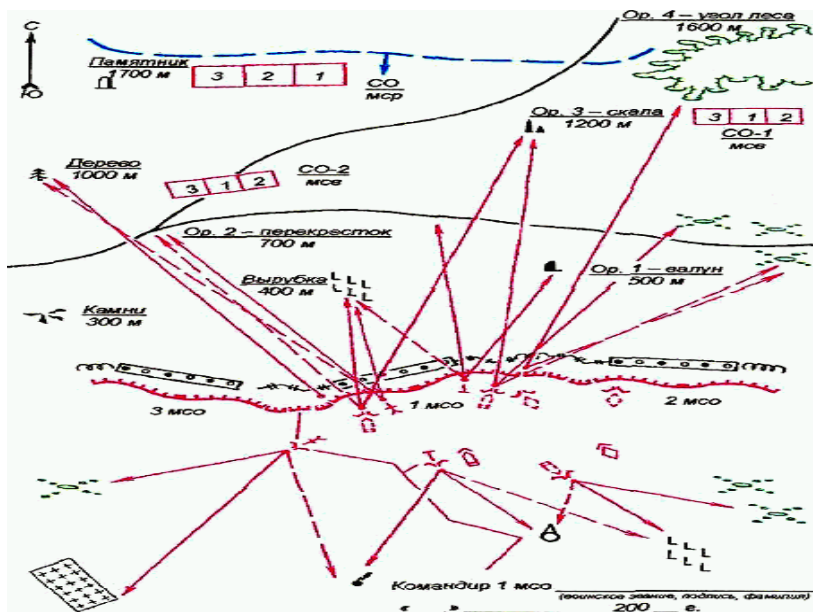 С
Ю
Ор. 4 – угол леса
1600 м
Памятник
1700 м
3 2 1
СО
мср
Ор. 3 – скала
1200 м
3 1 2
СО-1
мсв
Дерево
1000 м
СО-2
мсв
3 1 2
Ор. 2 – перекресток
700 м
Вырубка
400 м
Ор. 1 – валун
500 м
Камни
300 м
3 мсо
1 мсо
2 мсо
Командир 1 мсо
(воинское звание, подпись, фамилия)
« » 200 г.